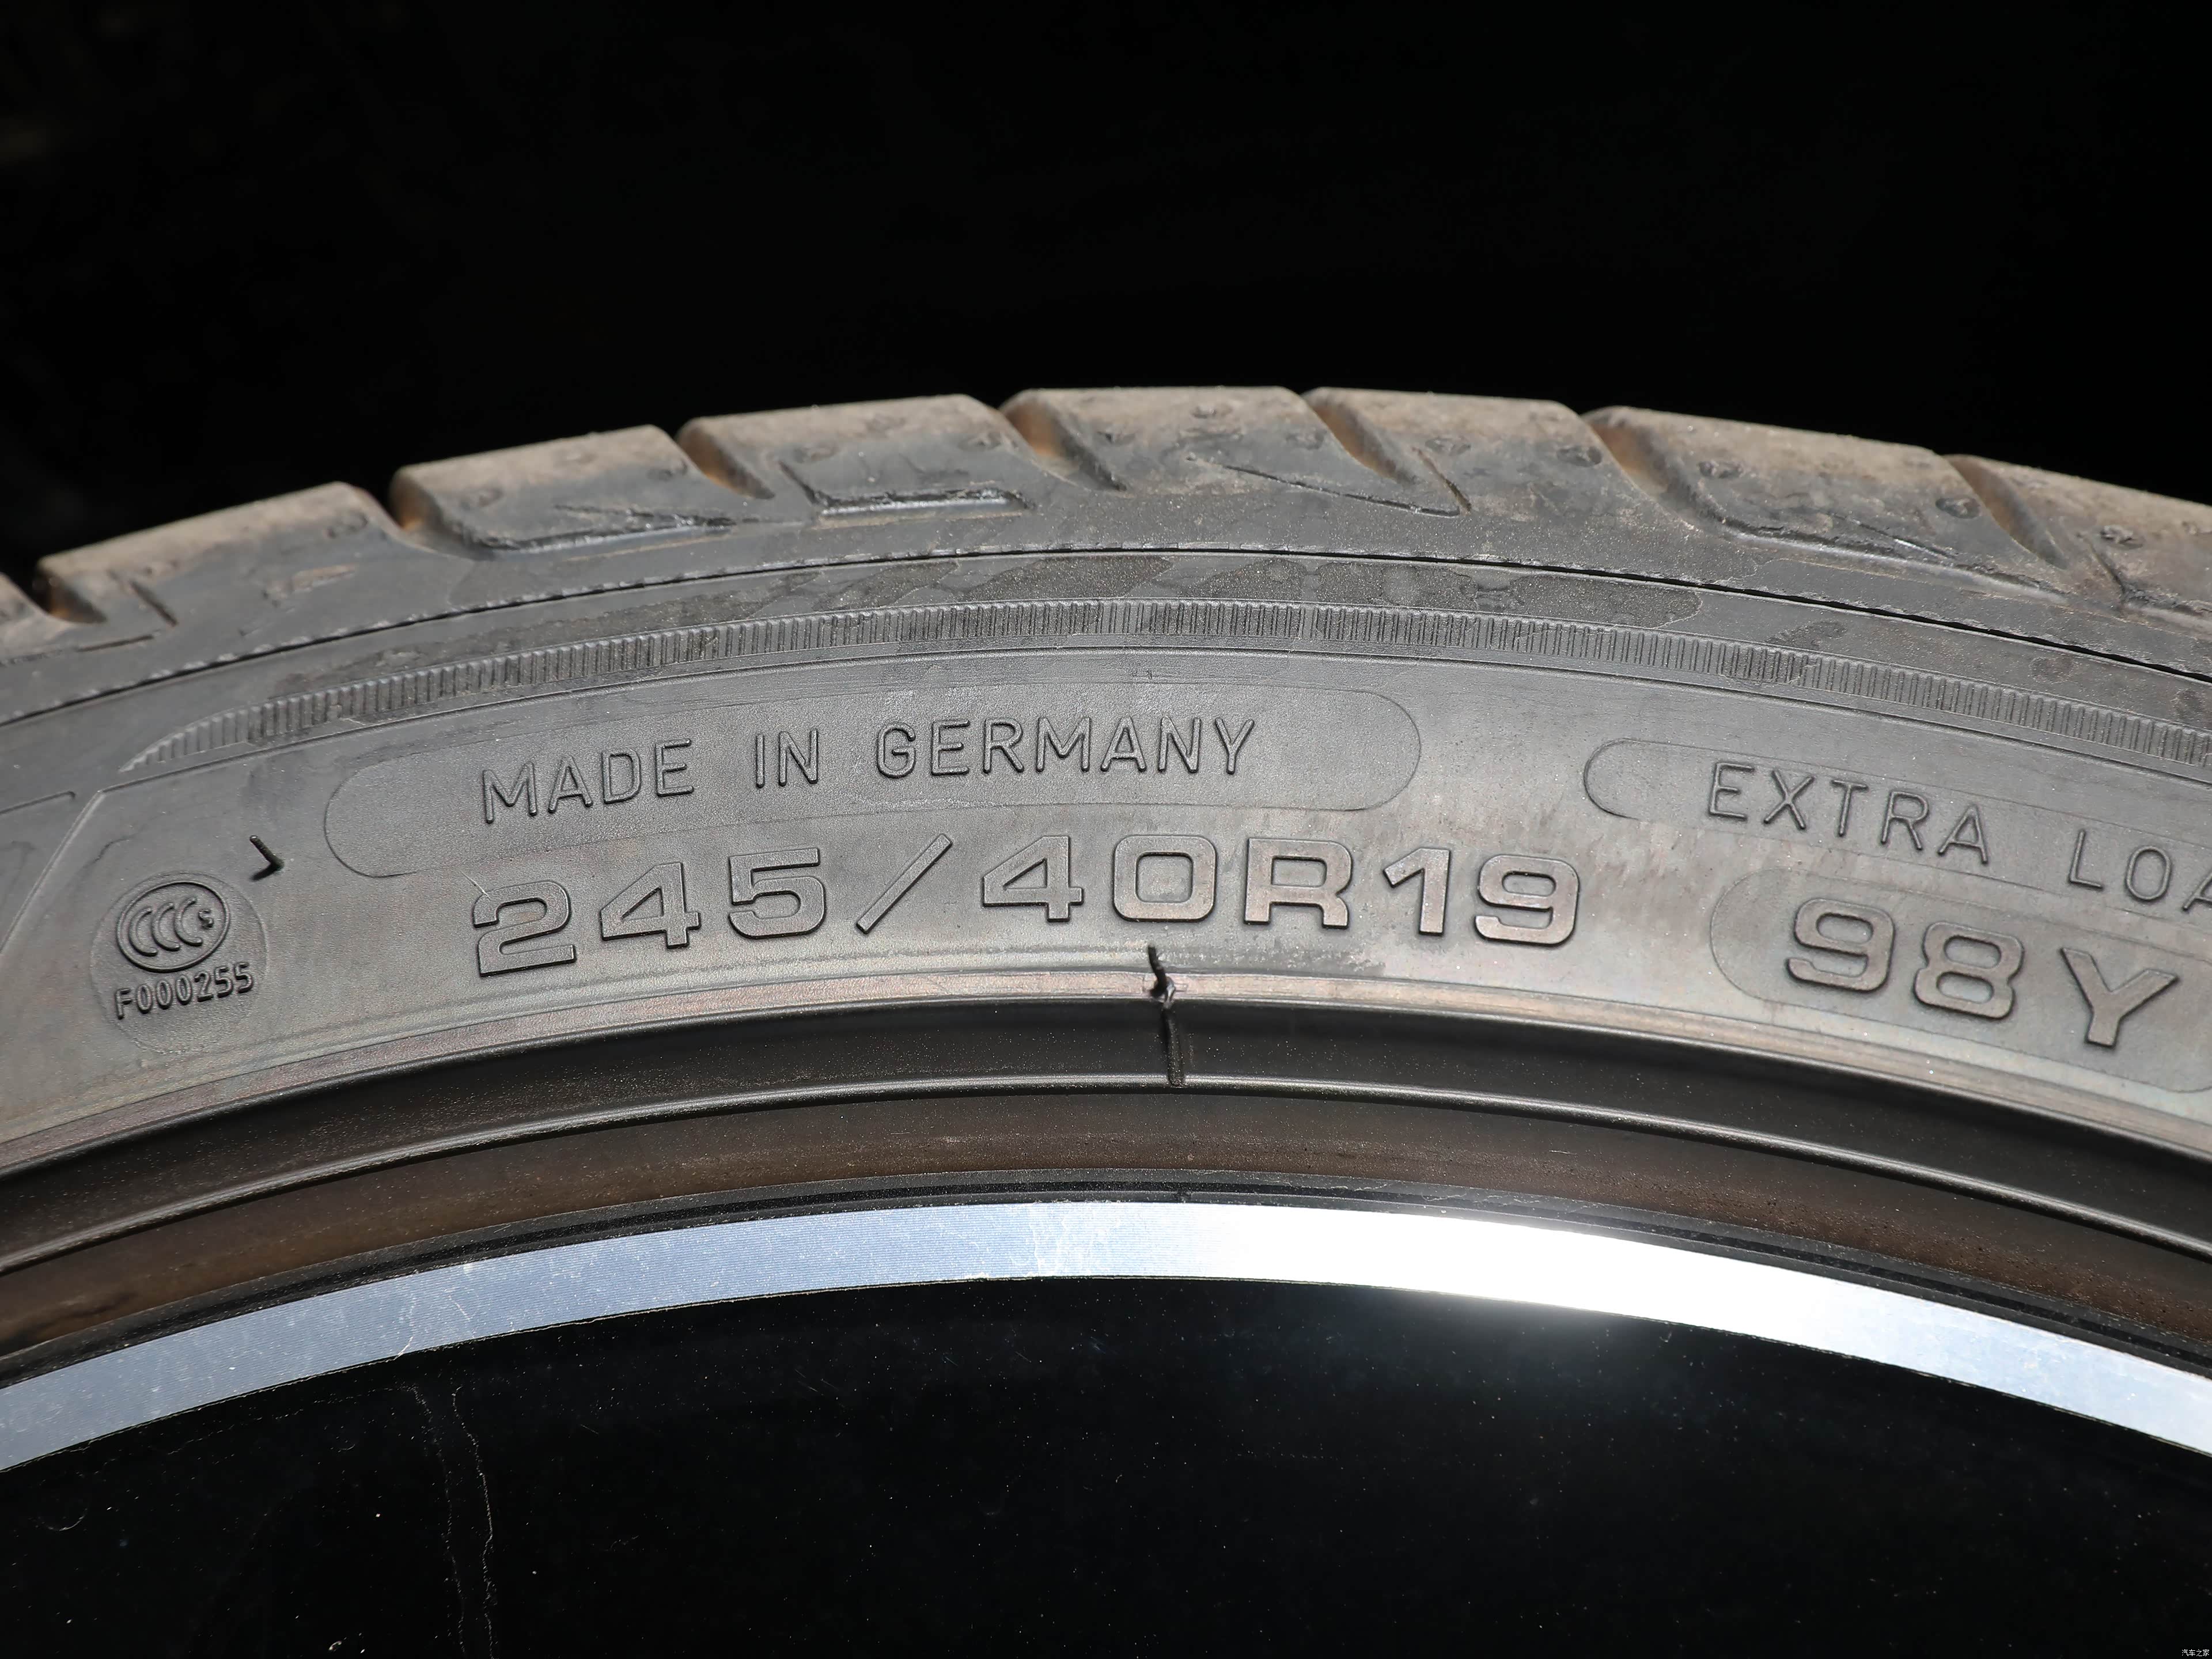 MADE IN GERMANY
EXTRA LOA
245/40R19
98Y
CCC S
F000255
汽车之家